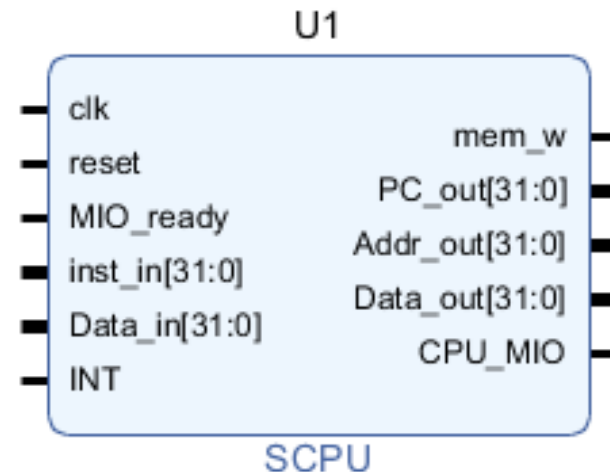 U1
clk
reset
MIO_ready
inst_in[31:0]
Data_in[31:0]
INT
mem_w
PC_out[31:0]
Addr_out[31:0]
Data_out[31:0]
CPU_MIO
SCPU